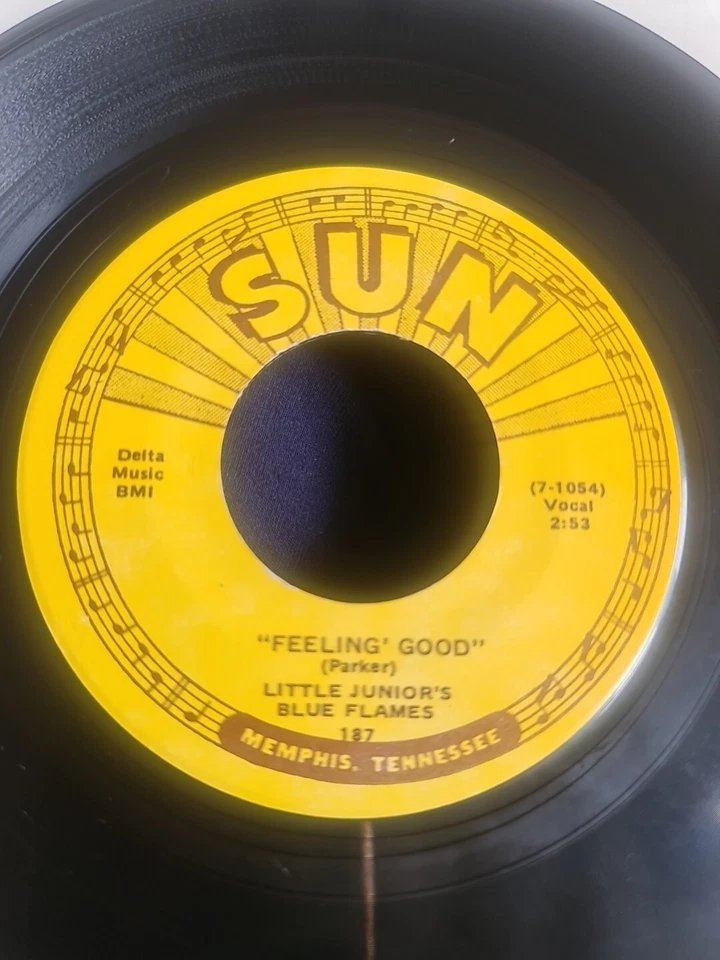 SUN
Delta
Music
BMI
(7-1054)
Vocal
2:53
"FEELING' GOOD"
(Parker)
LITTLE JUNIOR'S
BLUE FLAMES
187
MEMPHIS, TENNESSEE